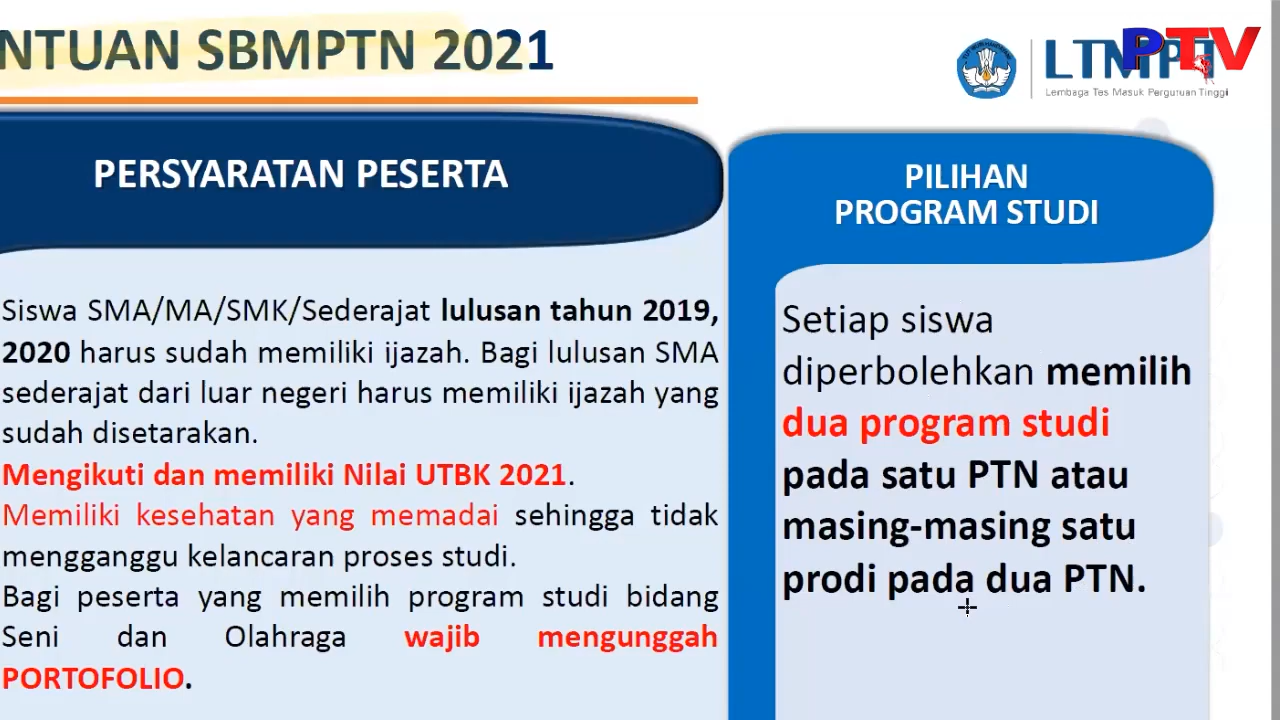 NTUAN SBMPTN 2021
PTV
Lembaga Tes Masuk Perguruan Tinggi
PERSYARATAN PESERTA
Siswa SMA/MA/SMK/Sederajat lulusan tahun 2019,
2020 harus sudah memiliki ijazah. Bagi lulusan SMA
sederajat dari luar negeri harus memiliki ijazah yang
sudah disetarakan.
Mengikuti dan memiliki Nilai UTBK 2021.
Memiliki kesehatan yang memadai sehingga tidak
mengganggu kelancaran proses studi.
Bagi peserta yang memilih program studi bidang
Seni dan Olahraga wajib mengunggah
PORTOFOLIO.
PILIHAN
PROGRAM STUDI
Setiap siswa
diperbolehkan memilih
dua program studi
pada satu PTN atau
masing-masing satu
prodi pada dua PTN.